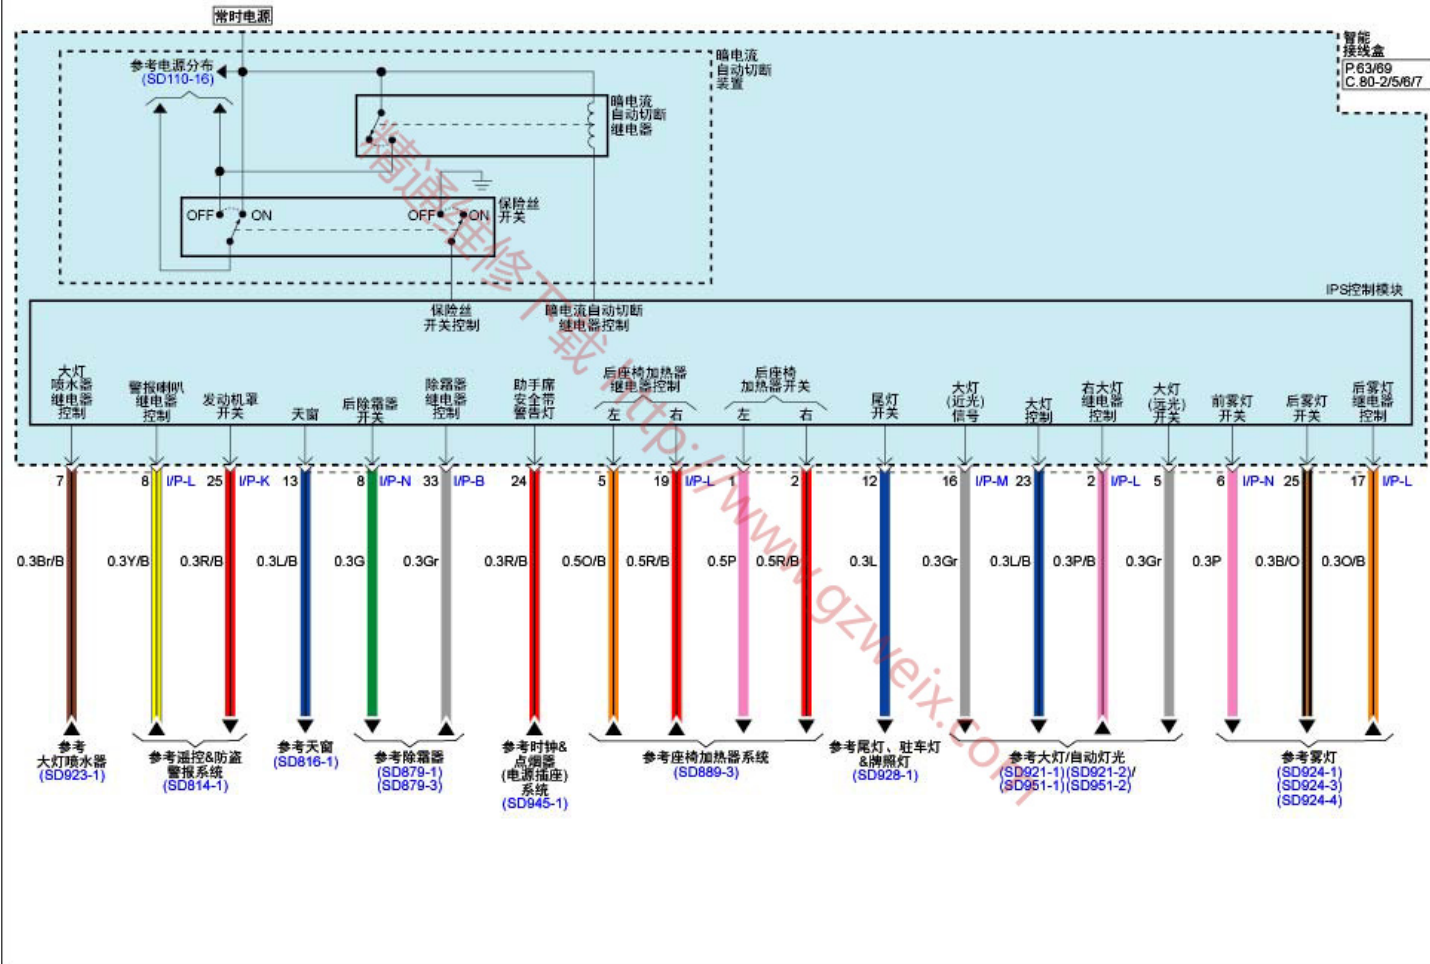 常时电源
智能
接线盒
P.63/69
C.80-2/5/6/7
参考电源分布
(SD110-16)
暗电流
自动切断
装置
暗电流
自动切断
继电器
OFF
ON
OFF
ON
保险丝
开关
IPS控制模块
保险丝
开关控制
暗电流自动切断
继电器控制
大灯
喷水器
继电器
控制
警报喇叭
继电器
控制
发动机罩
开关
天窗
后除霜器
开关
除霜器
继电器
控制
助手席
安全带
警告灯
后座椅加热器
继电器控制
左
右
后座椅
加热器开关
左
右
尾灯
开关
大灯
(近光)
信号
大灯
控制
右大灯
继电器
控制
大灯
(远光)
开关
前雾灯
开关
后雾灯
开关
后雾灯
继电器
控制
7 8 I/P-L 25 I/P-K 13 8 I/P-N 33 I/P-B 24 5 19 I/P-L 1 2 12 16 I/P-M 23 2 I/P-L 5 6 I/P-N 25 17 I/P-L
0.3Br/B 0.3Y/B 0.3R/B 0.3L/B 0.3G 0.3Gr 0.3R/B 0.5O/B 0.5R/B 0.5P 0.5R/B 0.3L 0.3Gr 0.3L/B 0.3P/B 0.3Gr 0.3P 0.3B/O 0.3O/B
参考
大灯喷水器
(SD923-1)
参考遥控&防盗
警报系统
(SD814-1)
参考天窗
(SD816-1)
参考除霜器
(SD879-1)
(SD879-3)
参考时钟&
点烟器
(电源插座)
系统
(SD945-1)
参考座椅加热器系统
(SD889-3)
参考尾灯、驻车灯
&牌照灯
(SD928-1)
参考大灯/自动灯光
(SD921-1)(SD921-2)/
(SD951-1)(SD951-2)
参考雾灯
(SD924-1)
(SD924-3)
(SD924-4)
精通维修下载 http://www.gzweix.com